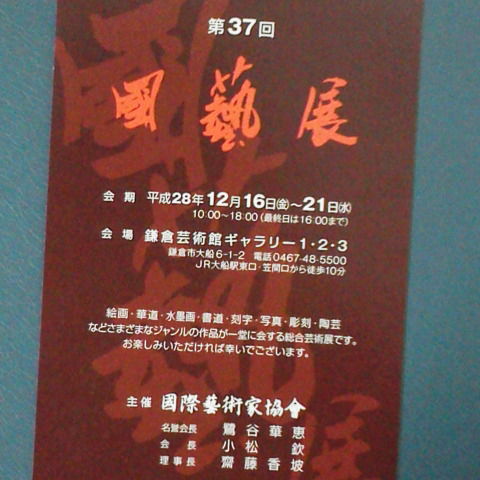 第37回
國藝展
会期 平成28年12月16日(金)～21日(水)
10:00～18:00(最終日は16:00まで)
会場 鎌倉芸術館ギャラリー1・2・3
鎌倉市大船6-1-2 電話0467-48-5500
JR大船駅東口・笠間口から徒歩10分
絵画・華道・水墨画・書道・刻字・写真・彫刻・陶芸
などさまざまなジャンルの作品が一堂に会する総合芸術展です。
お楽しみいただければ幸いでございます。
主催 國際藝術家協會
名誉会長 鷺谷華恵
会長 小松欽
理事長 齋藤香坡